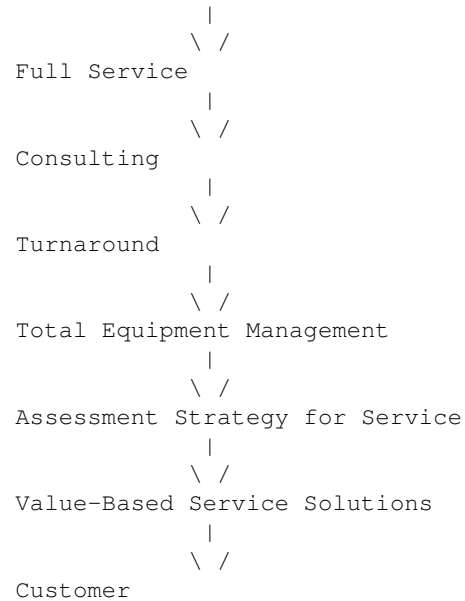 |
\ /
Full Service
|
\ /
Consulting
|
\ /
Turnaround
|
\ /
Total Equipment Management
|
\ /
Assessment Strategy for Service
|
\ /
Value-Based Service Solutions
|
\ /
Customer